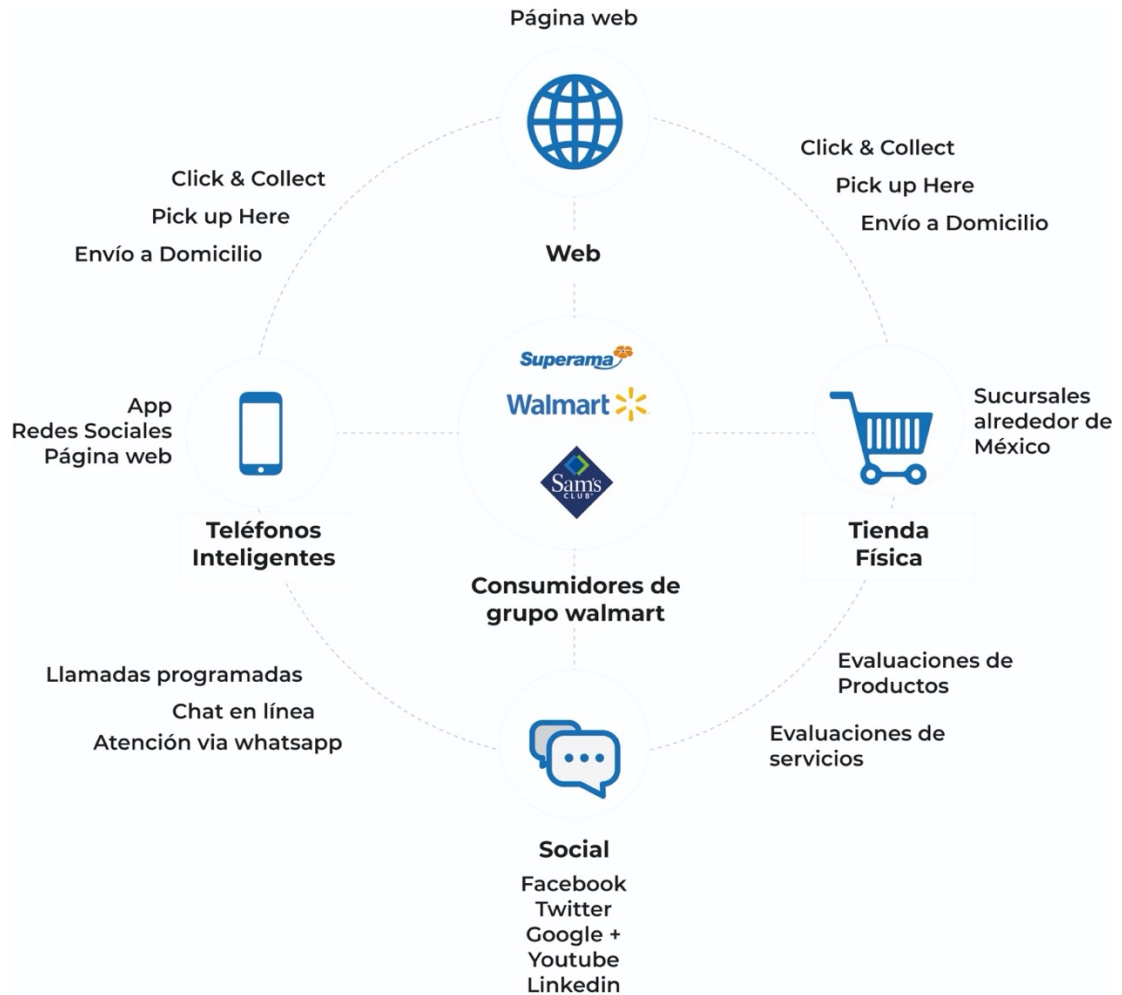 Página web
Click & Collect
Pick up Here
Envío a Domicilio
Click & Collect
Pick up Here
Envío a Domicilio
Web
Superama
Walmart
Sam's
CLUB
App
Redes Sociales
Página web
Teléfonos
Inteligentes
Sucursales
alrededor de
México
Tienda
Física
Consumidores de
grupo walmart
Llamadas programadas
Chat en línea
Atención via whatsapp
Evaluaciones de
Productos
Evaluaciones de
servicios
Social
Facebook
Twitter
Google +
Youtube
Linkedin